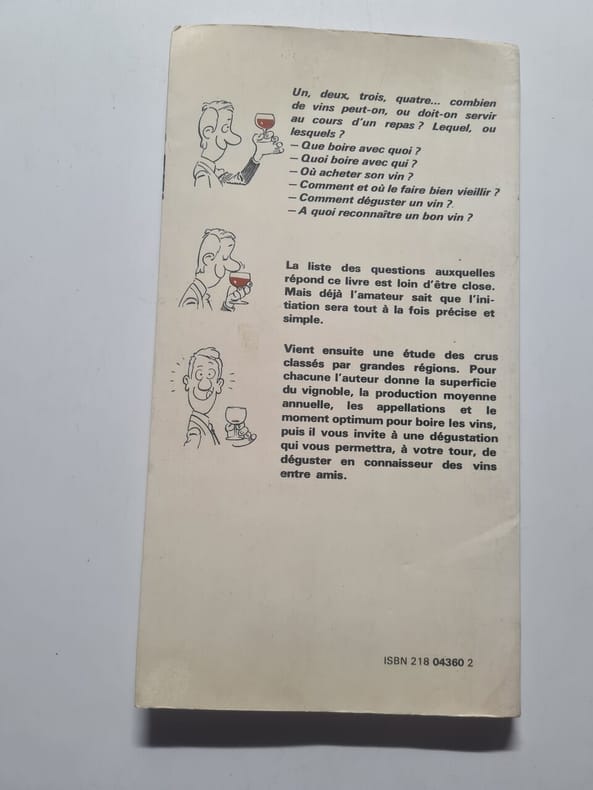 Un, deux, trois, quatre... combien
de vins peut-on, ou doit-on servir
au cours d'un repas ? Lequel, ou
lesquels ?
– Que boire avec quoi ?
– Quoi boire avec qui ?
– Où acheter son vin ?
– Comment et où le faire bien vieillir ?
– Comment déguster un vin ?
– A quoi reconnaître un bon vin ?
La liste des questions auxquelles
répond ce livre est loin d'être close.
Mais déjà l'amateur sait que l'ini-
tiation sera tout à la fois précise et
simple.
Vient ensuite une étude des crus
classés par grandes régions. Pour
chacune l'auteur donne la superficie
du vignoble, la production moyenne
annuelle, les appellations et le
moment optimum pour boire les vins,
puis il vous invite à une dégustation
qui vous permettra, à votre tour, de
déguster en connaisseur des vins
entre amis.
ISBN 218 04360 2